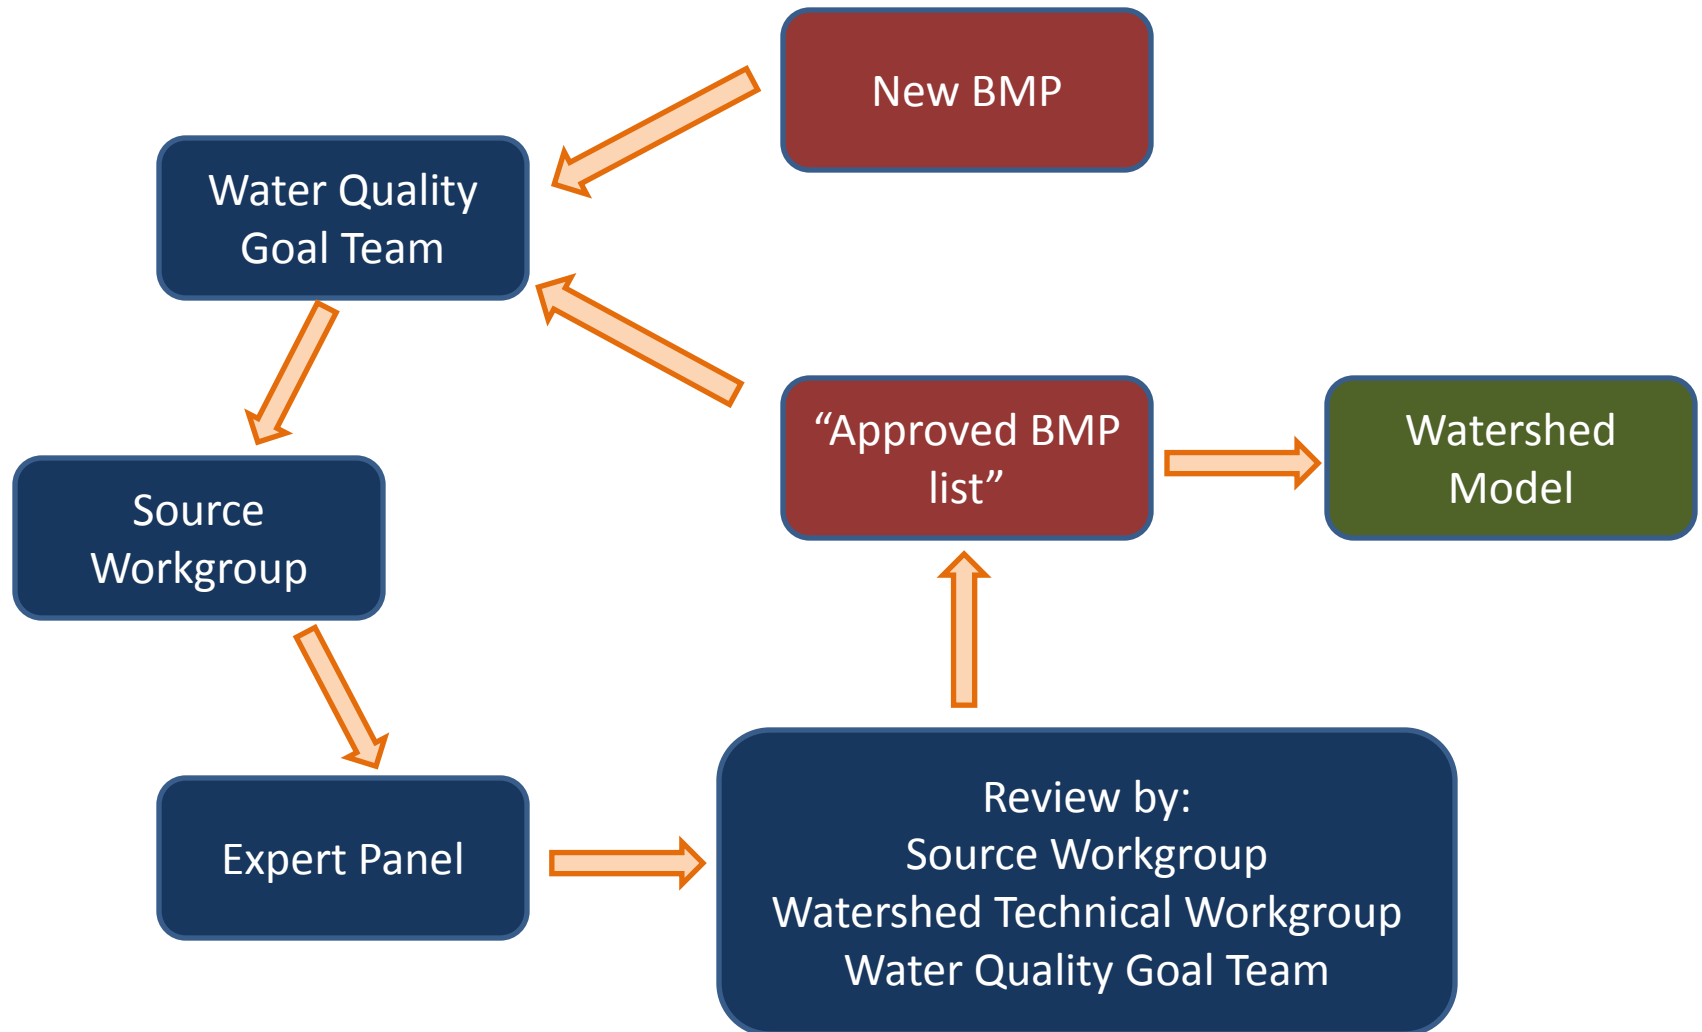 New BMP
Water Quality
Goal Team
“Approved BMP
list”
Watershed
Model
Source
Workgroup
Expert Panel
Review by:
Source Workgroup
Watershed Technical Workgroup
Water Quality Goal Team